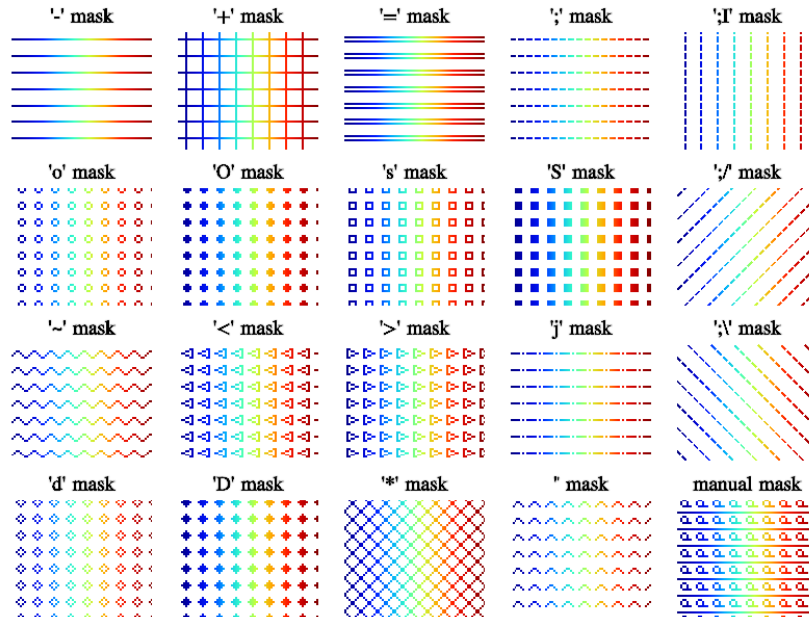 '-' mask
'+' mask
'=' mask
';' mask
';I' mask
'o' mask
'O' mask
's' mask
'S' mask
';/' mask
'~' mask
'<' mask
'>' mask
'j' mask
';\' mask
'd' mask
'D' mask
'*' mask
'' mask
manual mask